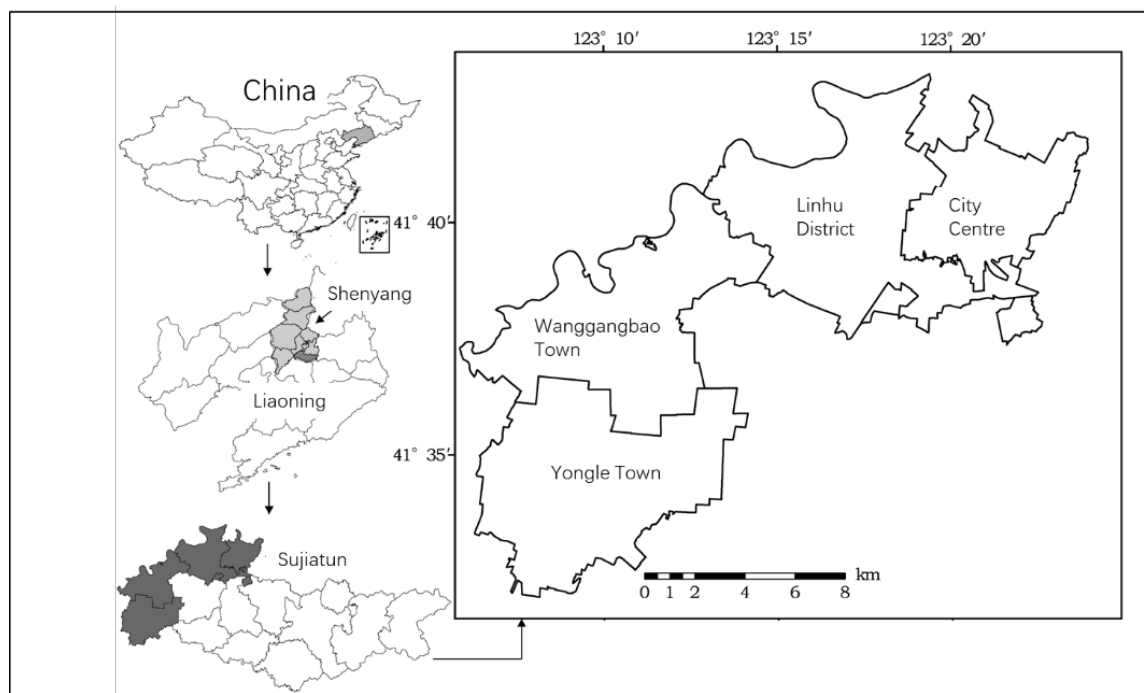 China
Shenyang
Liaoning
Sujiatun
123° 10′
123° 15′
123° 20′
41° 40′
41° 35′
Linhu
District
City
Centre
Wanggangbao
Town
Yongle Town
km
0 1 2 4 6 8